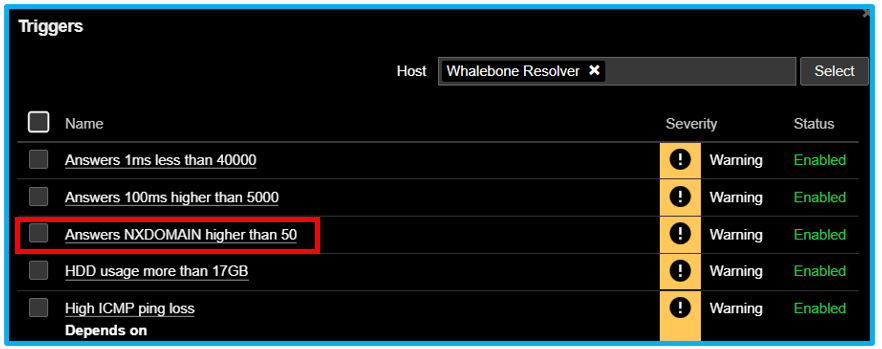 Triggers
Host Whalebone Resolver Select
Name Severity Status
Answers 1ms less than 40000 Warning Enabled
Answers 100ms higher than 5000 Warning Enabled
Answers NXDOMAIN higher than 50 Warning Enabled
HDD usage more than 17GB Warning Enabled
High ICMP ping loss Warning Enabled
Depends on